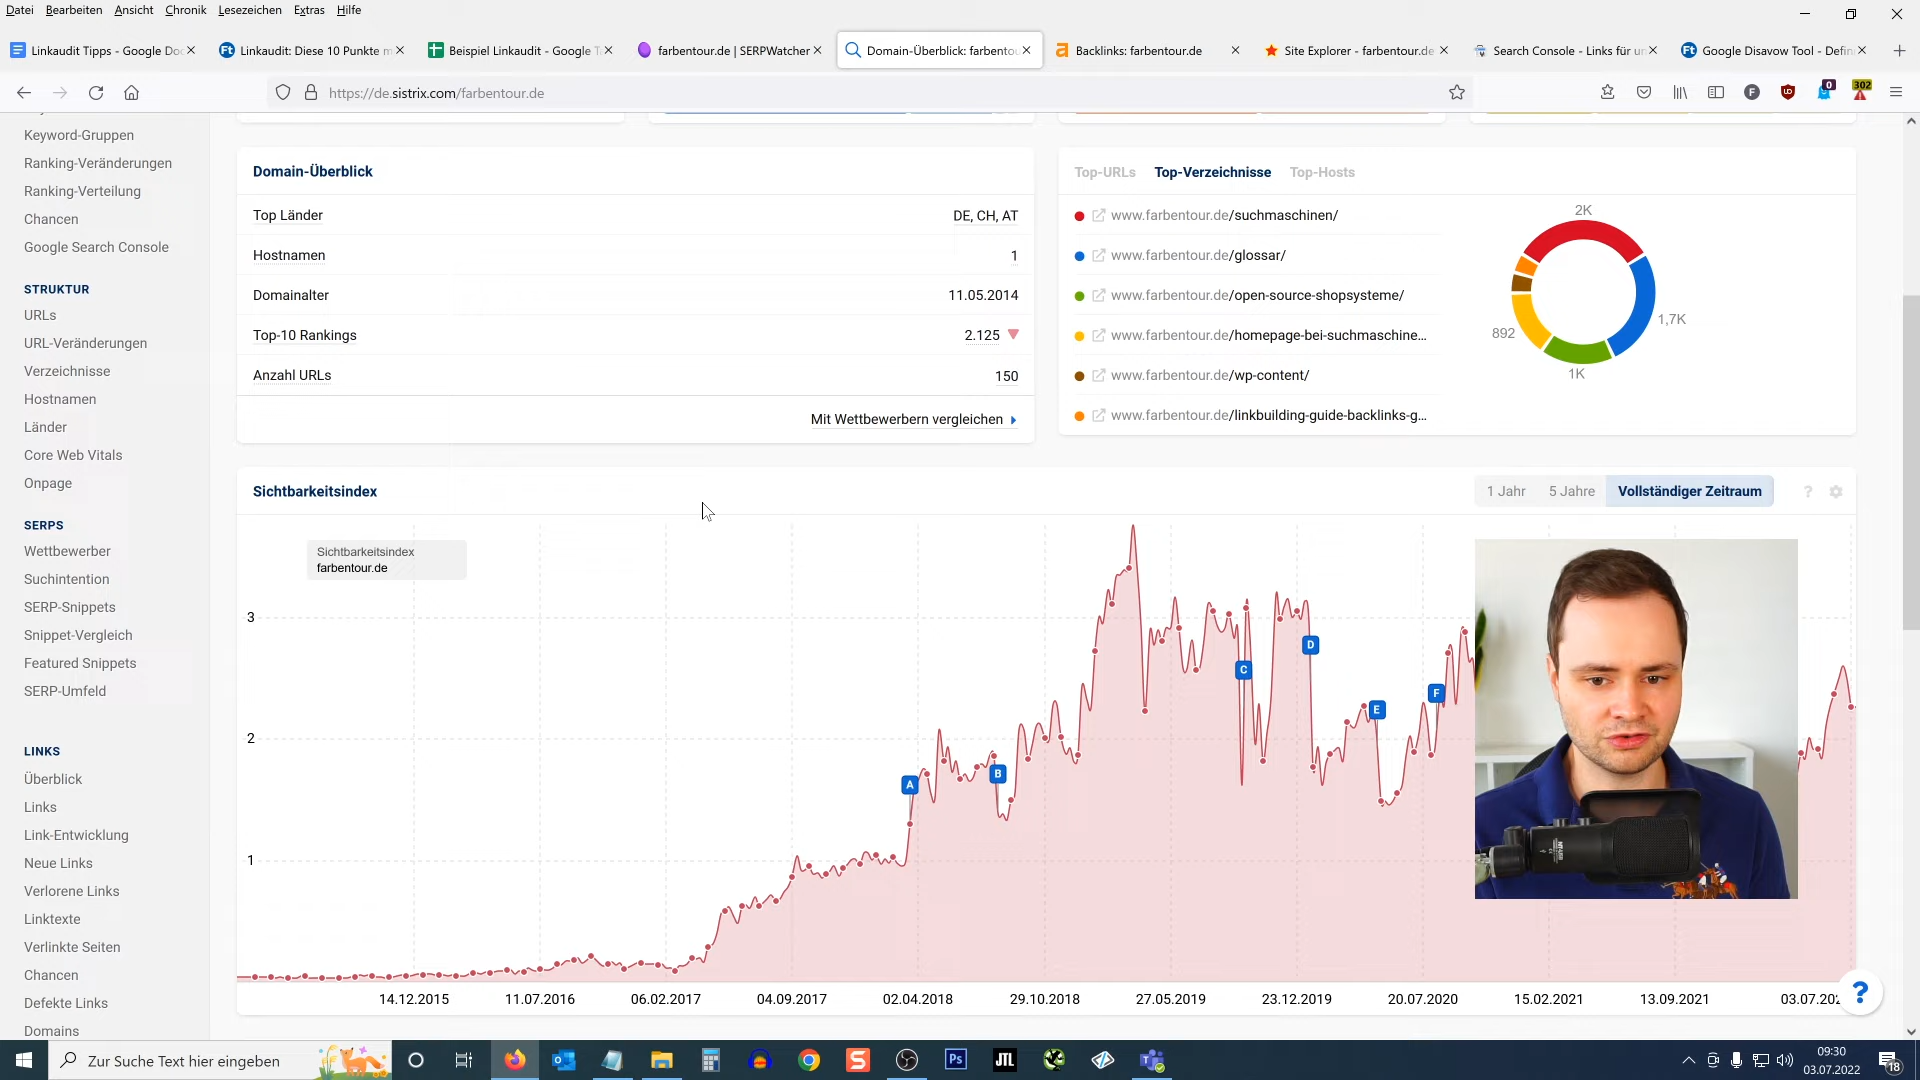 Datei Bearbeiten Ansicht Chronik Lesezeichen Extras Hilfe
Linkaudit Tipps - Google Do
Linkaudit: Diese 10 Punkte m
Beispiel Linkaudit - Google T
farbentour.de | SERPWatcher
Domain-Überblick: farbentou
Backlinks: farbentour.de
Site Explorer - farbentour.de
Search Console - Links für un
Google Disavow Tool - Defin
https://de.sistrix.com/farbentour.de
0
302
Keyword-Gruppen
Ranking-Veränderungen
Ranking-Verteilung
Chancen
Google Search Console
STRUKTUR
URLs
URL-Veränderungen
Verzeichnisse
Hostnamen
Länder
Core Web Vitals
Onpage
SERPS
Wettbewerber
Suchintention
SERP-Snippets
Snippet-Vergleich
Featured Snippets
SERP-Umfeld
LINKS
Überblick
Links
Link-Entwicklung
Neue Links
Verlorene Links
Linktexte
Verlinkte Seiten
Chancen
Defekte Links
Domains
Domain-Überblick
Top Länder DE, CH, AT
Hostnamen 1
Domainalter 11.05.2014
Top-10 Rankings 2.125
Anzahl URLs 150
Mit Wettbewerbern vergleichen
Top-URLs Top-Verzeichnisse Top-Hosts
www.farbentour.de/suchmaschinen/
www.farbentour.de/glossar/
www.farbentour.de/open-source-shopsysteme/
www.farbentour.de/homepage-bei-suchmaschine...
www.farbentour.de/wp-content/
www.farbentour.de/linkbuilding-guide-backlinks-g...
2K
1,7K
892
1K
Sichtbarkeitsindex
1 Jahr 5 Jahre Vollständiger Zeitraum ?
Sichtbarkeitsindex
farbentour.de
3
2
1
A
B
C
D
E
F
14.12.2015 11.07.2016 06.02.2017 04.09.2017 02.04.2018 29.10.2018 27.05.2019 23.12.2019 20.07.2020 15.02.2021 13.09.2021 03.07.202
?
Zur Suche Text hier eingeben
Ps
JTL
09:30
03.07.2022
18